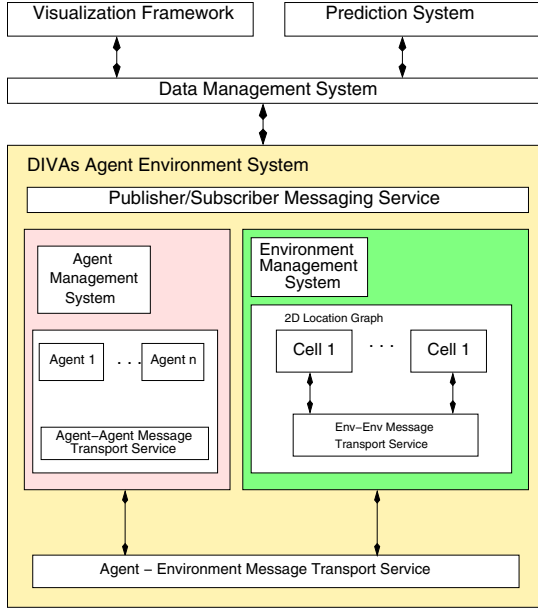 Visualization Framework
Prediction System
Data Management System
DIVAs Agent Environment System
Publisher/Subscriber Messaging Service
Agent
Management
System
Environment
Management
System
2D Location Graph
Agent 1
. . .
Agent n
Cell 1
. . .
Cell 1
Agent–Agent Message
Transport Service
Env–Env Message
Transport Service
Agent – Environment Message Transport Service